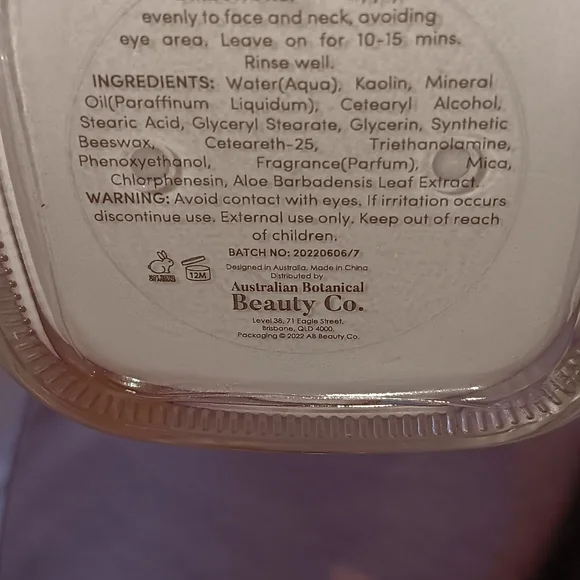 evenly to face and neck, avoiding
eye area. Leave on for 10-15 mins.
Rinse well.
INGREDIENTS: Water(Aqua), Kaolin, Mineral
Oil(Paraffinum Liquidum), Cetearyl Alcohol,
Stearic Acid, Glyceryl Stearate, Glycerin, Synthetic
Beeswax, Ceteareth-25, Triethanolamine,
Phenoxyethanol, Fragrance(Parfum), Mica,
Chlorphenesin, Aloe Barbadensis Leaf Extract.
WARNING: Avoid contact with eyes. If irritation occurs
discontinue use. External use only. Keep out of reach
of children.
BATCH NO: 20220606/7
12M
Designed in Australia. Made in China
Distributed by
Australian Botanical
Beauty Co.
Level 38, 71 Eagle Street,
Brisbane, QLD 4000.
Packaging © 2022 AB Beauty Co.